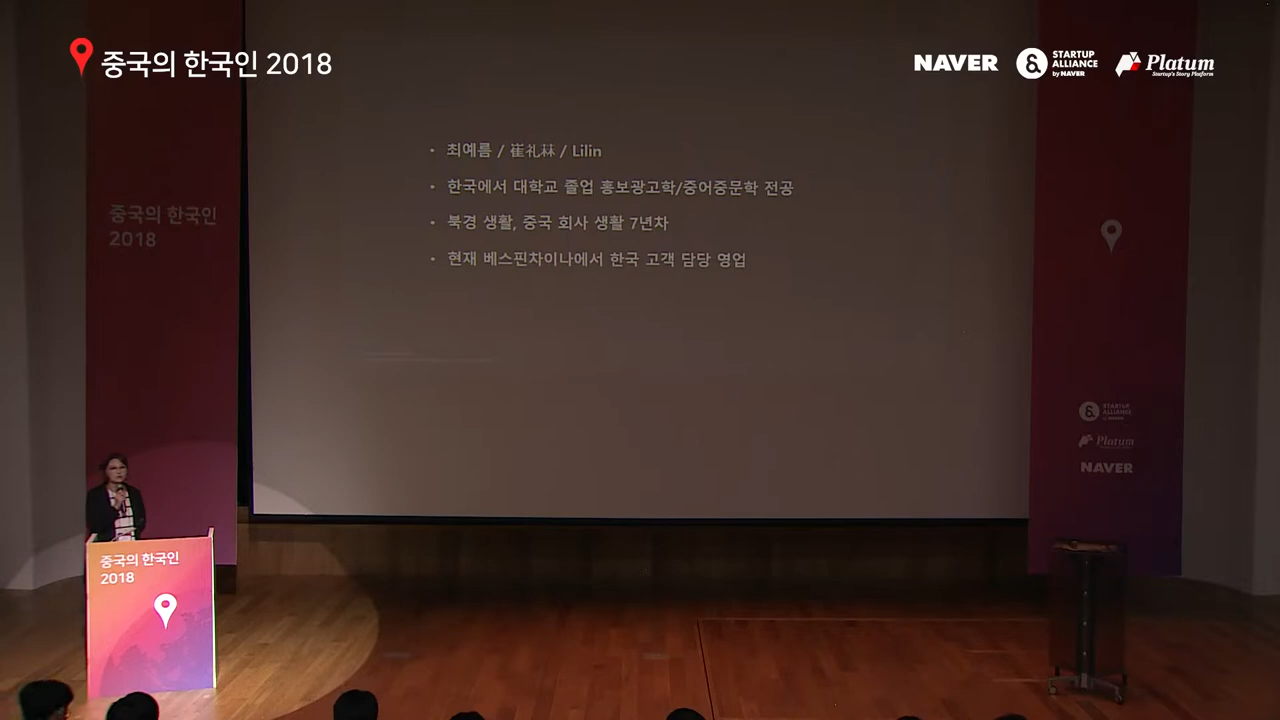 중국의 한국인 2018
NAVER
&
STARTUP
ALLIANCE
by NAVER
Platum
Startup's Story Platform
• 최예름 / 崔礼菻 / Lilin
• 한국에서 대학교 졸업 홍보광고학/중어중문학 전공
• 북경 생활, 중국 회사 생활 7년차
• 현재 베스핀차이나에서 한국 고객 담당 영업
중국의 한국인
2018
&
STARTUP
ALLIANCE
Platum
NAVER
중국의 한국인
2018